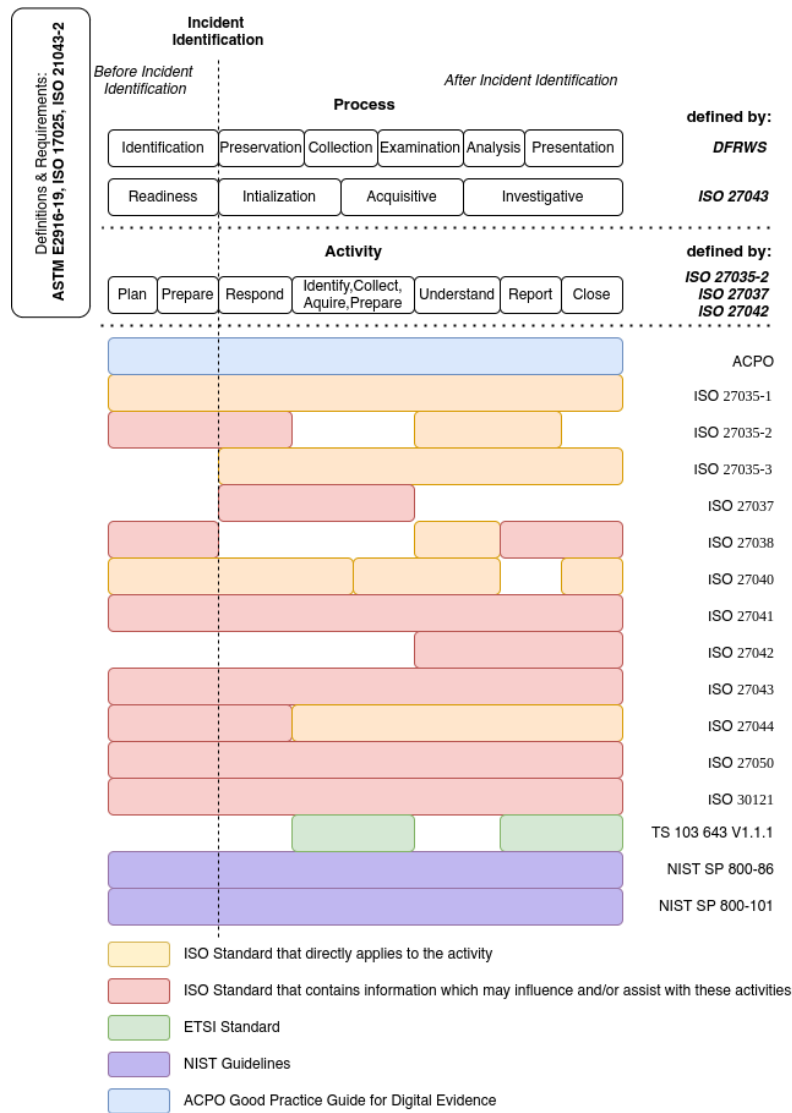 Definitions & Requirements:
ASTM E2916-19, ISO 17025, ISO 21043-2
Incident
Identification
Before Incident
Identification
After Incident Identification
Process
defined by:
Identification
Preservation
Collection
Examination
Analysis
Presentation
DFRWS
Readiness
Intialization
Acquisitive
Investigative
ISO 27043
Activity
defined by:
Plan
Prepare
Respond
Identify,Collect,
Aquire,Prepare
Understand
Report
Close
ISO 27035-2
ISO 27037
ISO 27042
ACPO
ISO 27035-1
ISO 27035-2
ISO 27035-3
ISO 27037
ISO 27038
ISO 27040
ISO 27041
ISO 27042
ISO 27043
ISO 27044
ISO 27050
ISO 30121
TS 103 643 V1.1.1
NIST SP 800-86
NIST SP 800-101
ISO Standard that directly applies to the activity
ISO Standard that contains information which may influence and/or assist with these activities
ETSI Standard
NIST Guidelines
ACPO Good Practice Guide for Digital Evidence